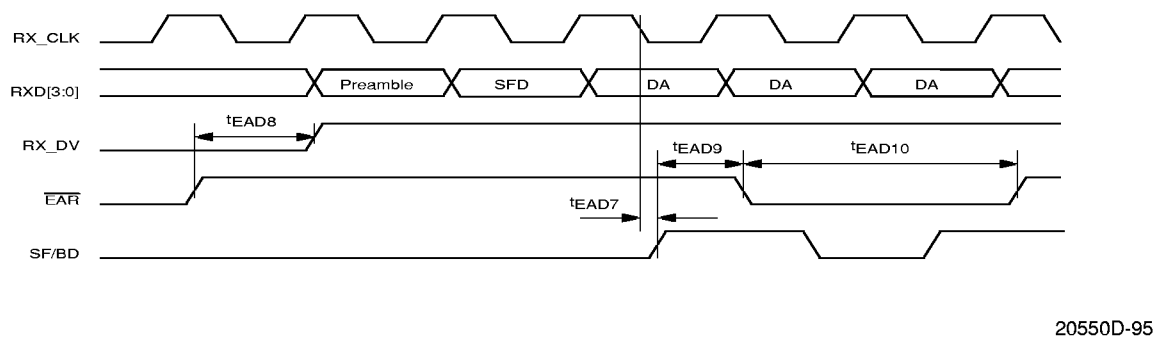 RX_CLK
RXD[3:0]
Preamble
SFD
DA
DA
DA
tEAD8
RX_DV
tEAD9
tEAD10
EAR
tEAD7
SF/BD
20550D-95